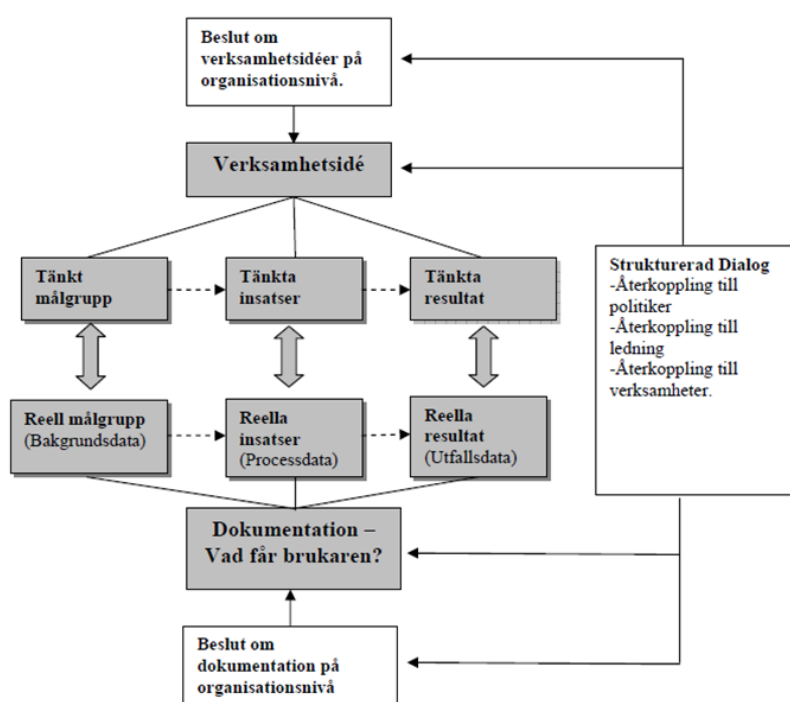 Beslut om
verksamhetsidéer på
organisationsnivå.
Verksamhetsidé
Tänkt
målgrupp
Tänkta
insatser
Tänkta
resultat
Strukturerad Dialog
-Återkoppling till
politiker
-Återkoppling till
ledning
-Återkoppling till
verksamheter.
Reell målgrupp
(Bakgrundsdata)
Reella
insatser
(Processdata)
Reella
resultat
(Utfallsdata)
Dokumentation –
Vad får brukaren?
Beslut om
dokumentation på
organisationsnivå